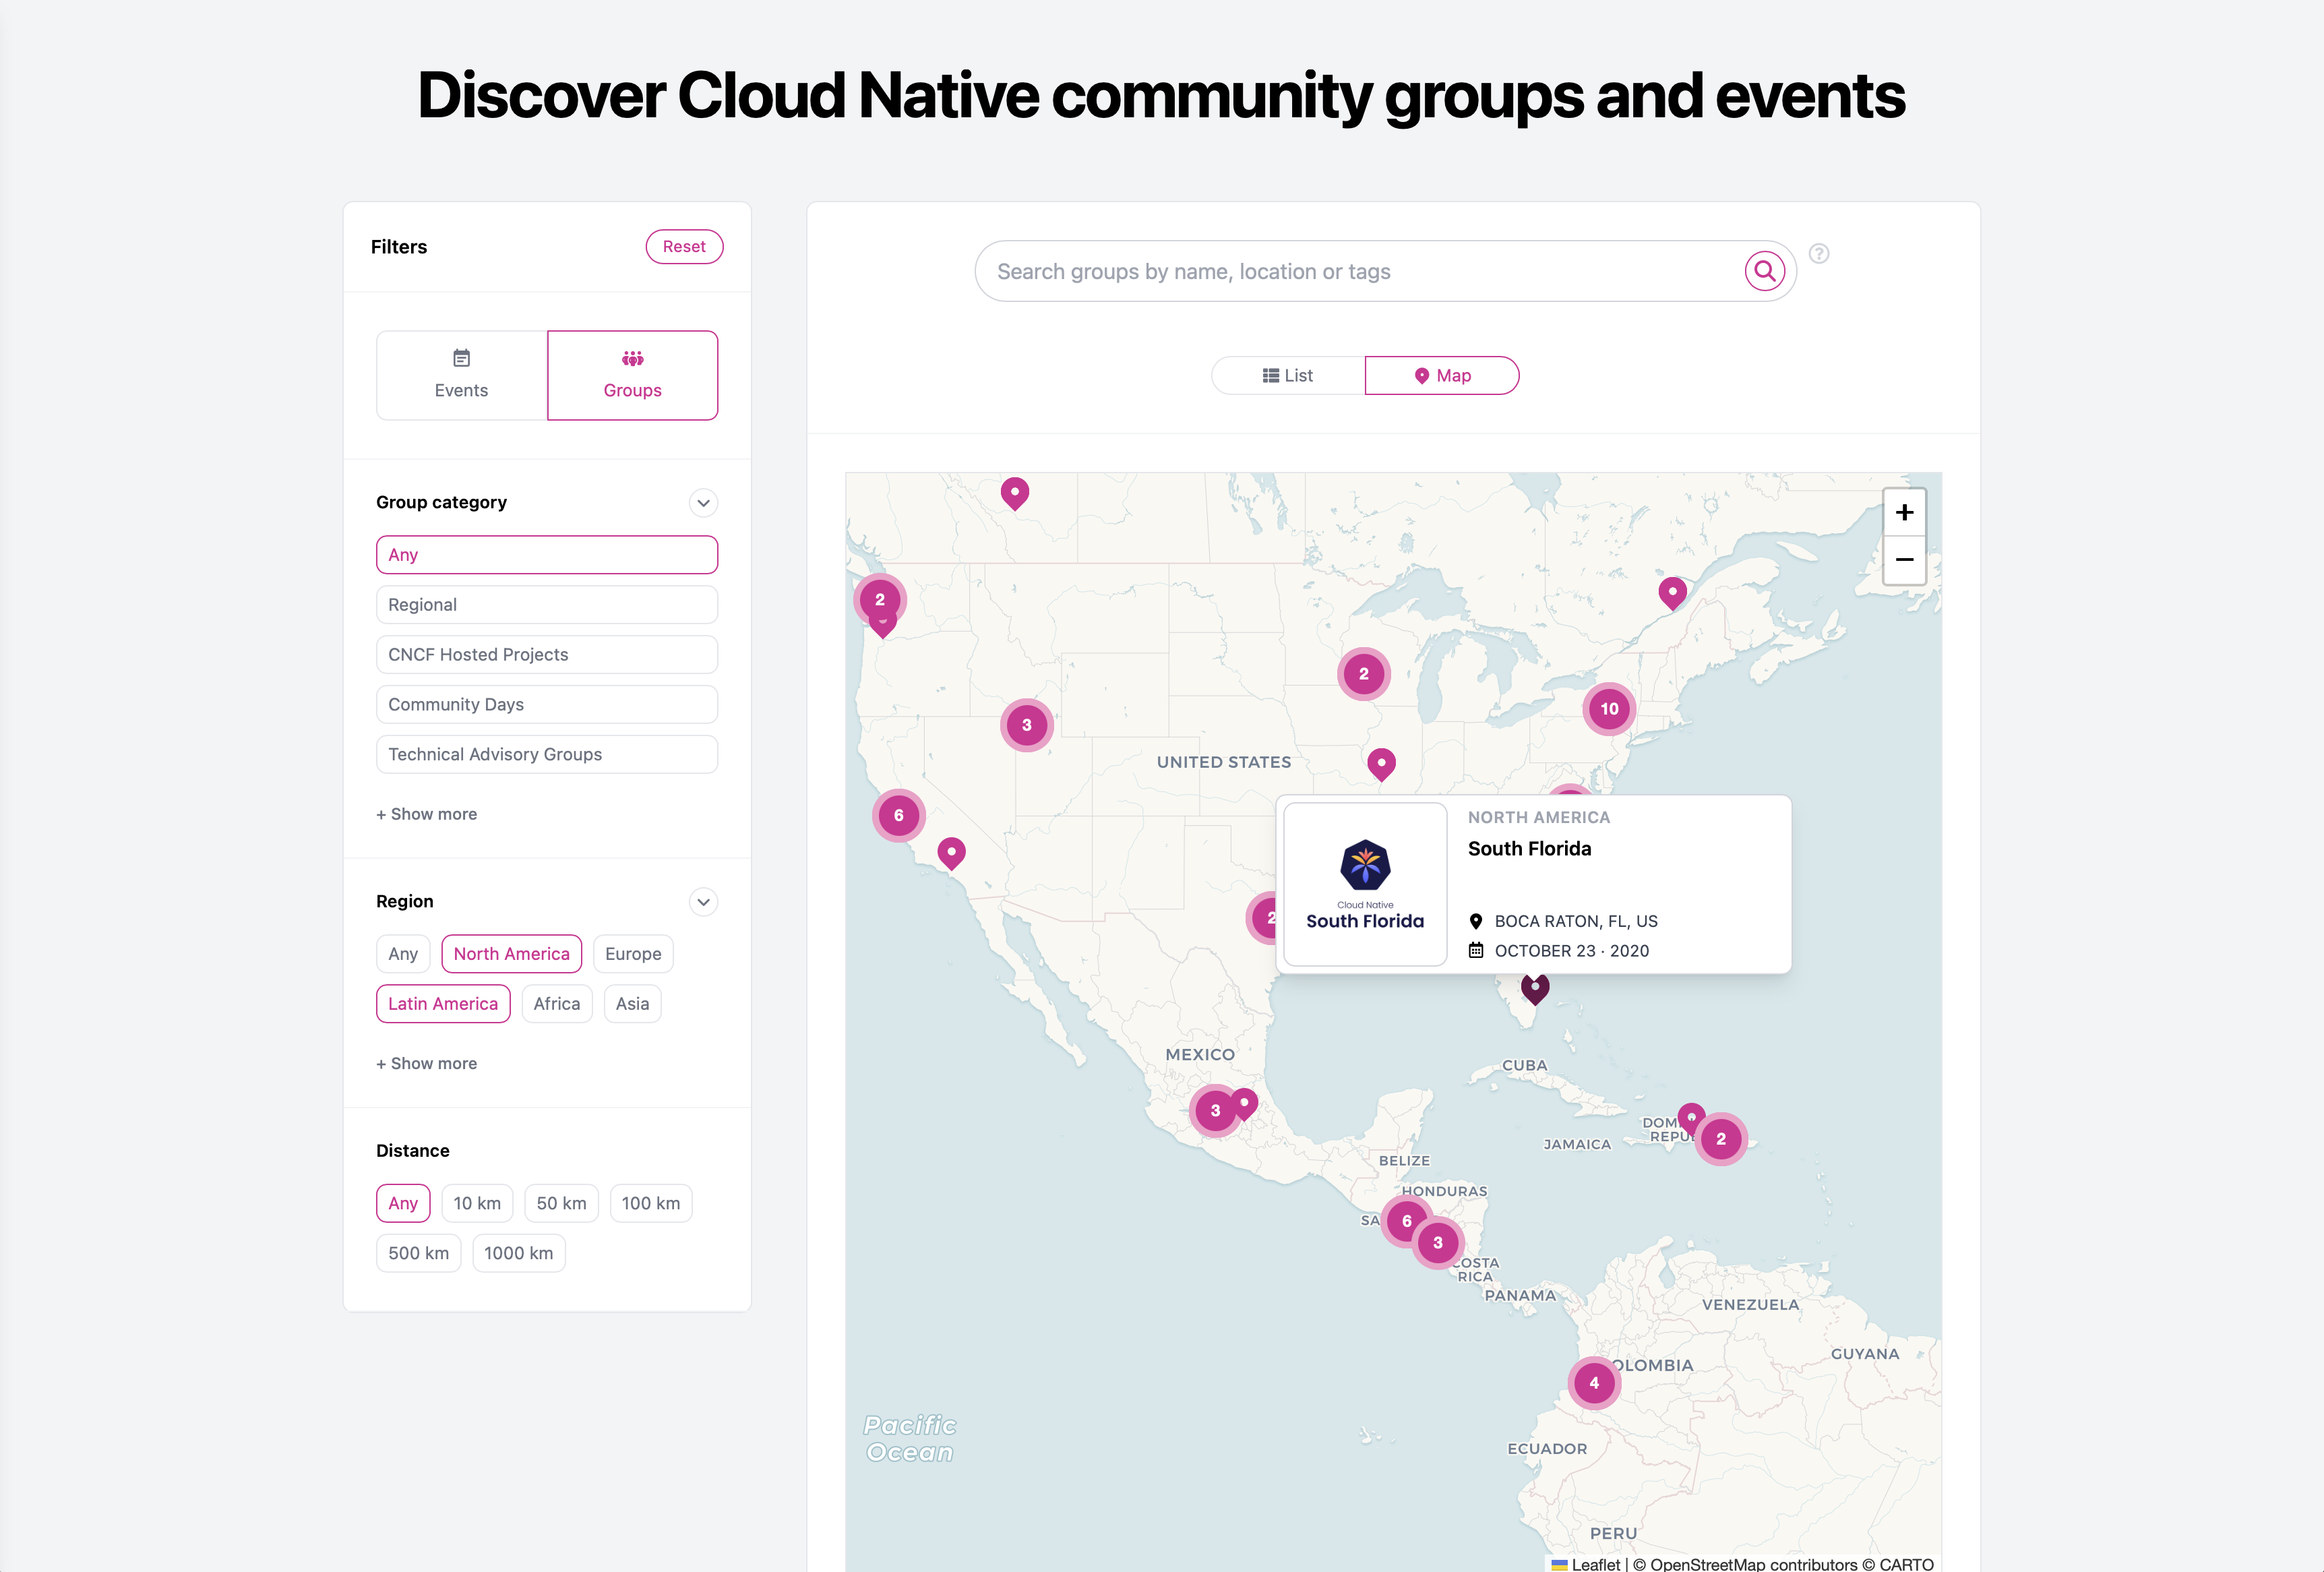 Discover Cloud Native community groups and events
Filters
Reset
Events
Groups
Group category
Any
Regional
CNCF Hosted Projects
Community Days
Technical Advisory Groups
+ Show more
Region
Any
North America
Europe
Latin America
Africa
Asia
+ Show more
Distance
Any
10 km
50 km
100 km
500 km
1000 km
Search groups by name, location or tags
?
List
Map
+
−
2
2
10
3
UNITED STATES
6
NORTH AMERICA
South Florida
Cloud Native
South Florida
BOCA RATON, FL, US
OCTOBER 23 · 2020
2
MEXICO
CUBA
3
DOM
REPU
2
JAMAICA
BELIZE
HONDURAS
SA
6
3
COSTA
RICA
PANAMA
VENEZUELA
GUYANA
OLOMBIA
4
Pacific
Ocean
ECUADOR
PERU
Leaflet | © OpenStreetMap contributors © CARTO